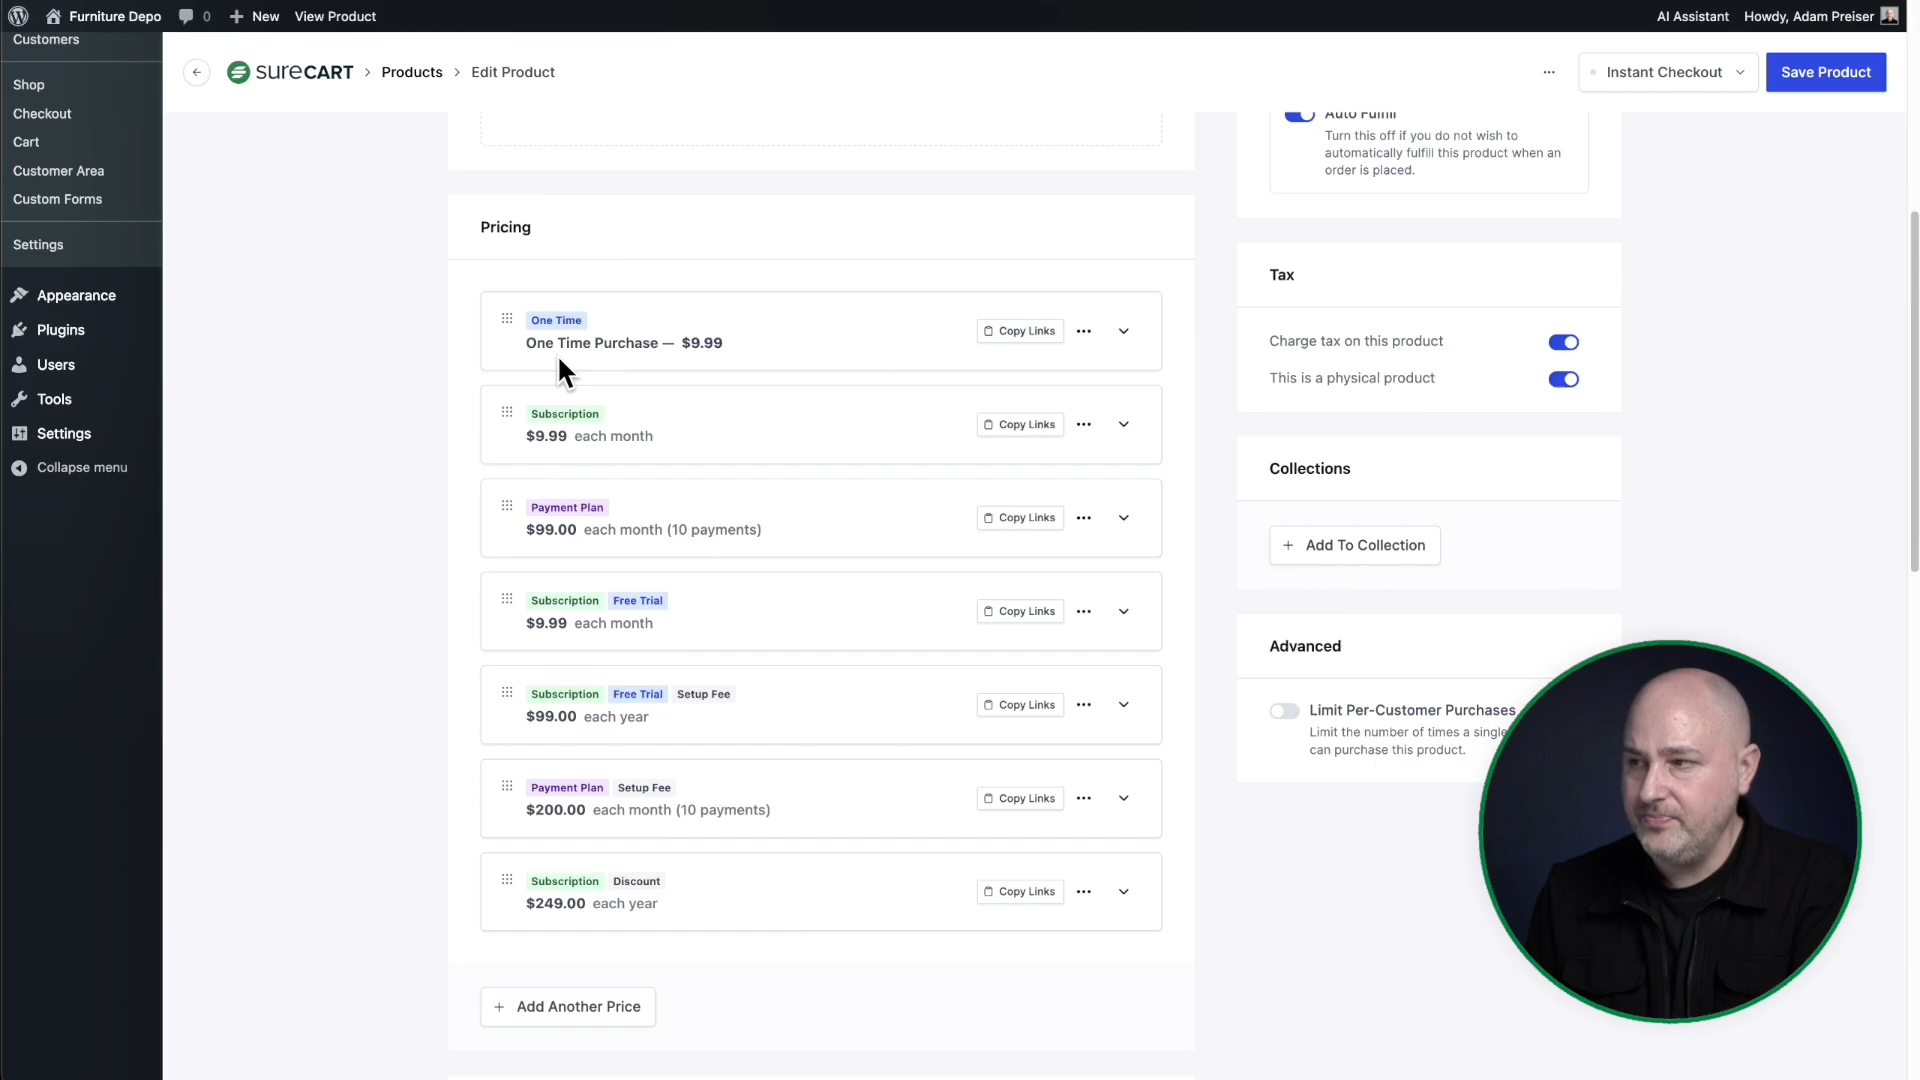 Furniture Depo
0
New
View Product
AI Assistant
Howdy, Adam Preiser
Customers
Shop
Checkout
Cart
Customer Area
Custom Forms
Settings
Appearance
Plugins
Users
Tools
Settings
Collapse menu
SURECART
Products
Edit Product
Instant Checkout
Save Product
Pricing
One Time
One Time Purchase — $9.99
Copy Links
Subscription
$9.99 each month
Copy Links
Payment Plan
$99.00 each month (10 payments)
Copy Links
Subscription Free Trial
$9.99 each month
Copy Links
Subscription Free Trial Setup Fee
$99.00 each year
Copy Links
Payment Plan Setup Fee
$200.00 each month (10 payments)
Copy Links
Subscription Discount
$249.00 each year
Copy Links
+ Add Another Price
Auto Fulfill
Turn this off if you do not wish to
automatically fulfill this product when an
order is placed.
Tax
Charge tax on this product
This is a physical product
Collections
+ Add To Collection
Advanced
Limit Per-Customer Purchases
Limit the number of times a single
can purchase this product.